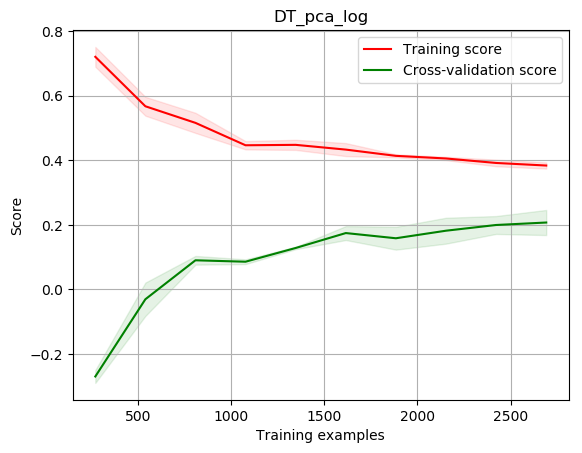 DT_pca_log
Training score
Cross-validation score
0.8
0.6
0.4
0.2
0.0
−0.2
Score
500
1000
1500
2000
2500
Training examples